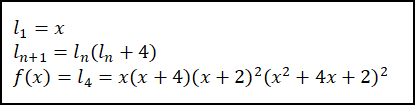 l₁ = x
lₙ₊₁ = lₙ(lₙ + 4)
f(x) = l₄ = x(x + 4)(x + 2)²(x² + 4x + 2)²